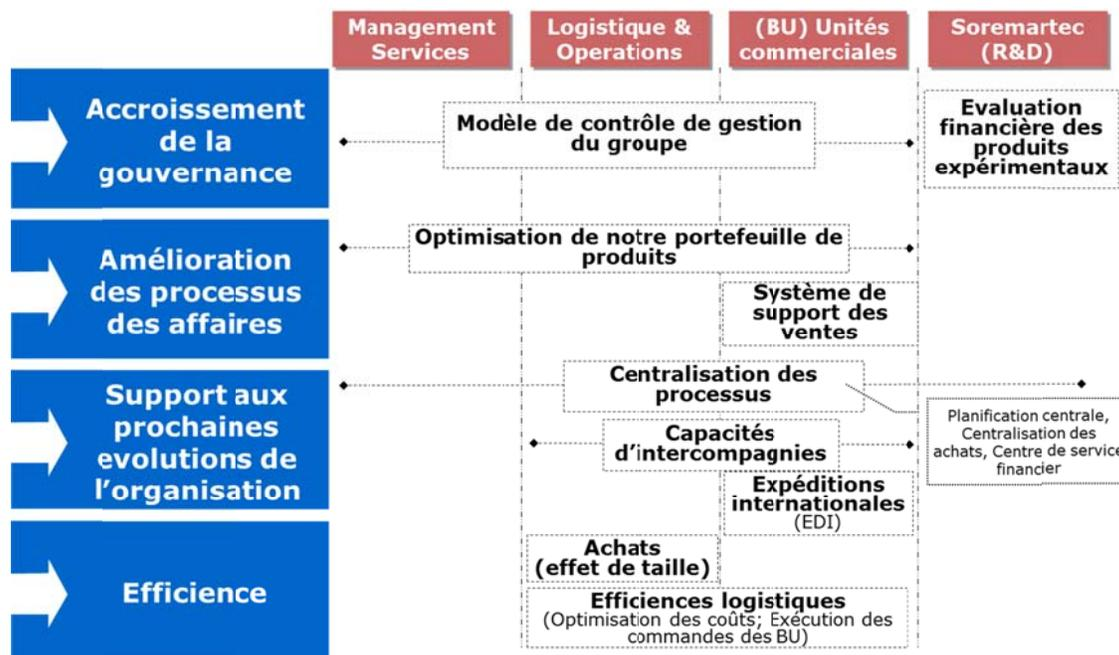 Management
Services
Logistique &
Operations
(BU) Unités
commerciales
Soremartec
(R&D)
Accroissement
de la
gouvernance
Modèle de contrôle de gestion
du groupe
Evaluation
financière des
produits
expérimentaux
Amélioration
des processus
des affaires
Optimisation de notre portefeuille de
produits
Système de
support des
ventes
Support aux
prochaines
evolutions de
l'organisation
Centralisation des
processus
Planification centrale,
Centralisation des
achats, Centre de service
financier
Capacités
d'intercompagnies
Expéditions
internationales
(EDI)
Efficience
Achats
(effet de taille)
Efficiences logistiques
(Optimisation des coûts; Exécution des
commandes des BU)